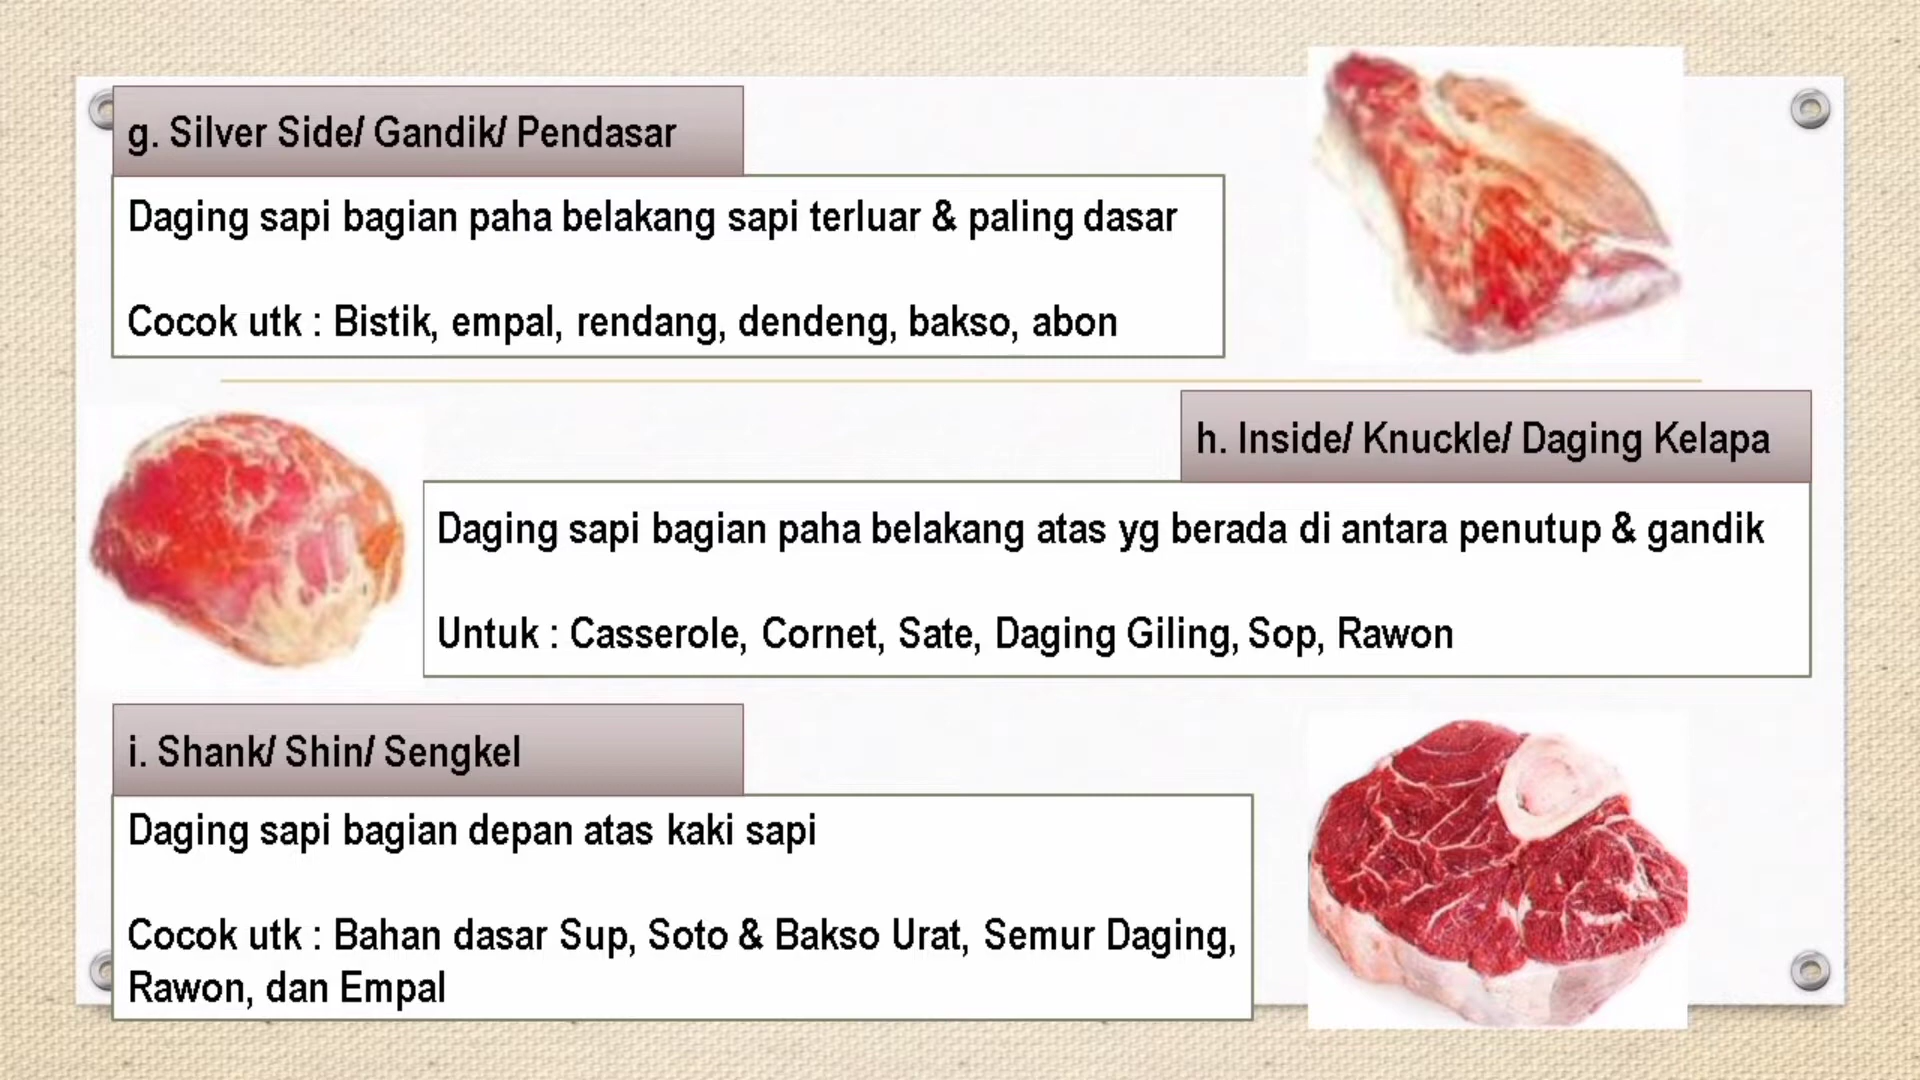 g. Silver Side/ Gandik/ Pendasar
Daging sapi bagian paha belakang sapi terluar & paling dasar
Cocok utk : Bistik, empal, rendang, dendeng, bakso, abon
h. Inside/ Knuckle/ Daging Kelapa
Daging sapi bagian paha belakang atas yg berada di antara penutup & gandik
Untuk : Casserole, Cornet, Sate, Daging Giling, Sop, Rawon
i. Shank/ Shin/ Sengkel
Daging sapi bagian depan atas kaki sapi
Cocok utk : Bahan dasar Sup, Soto & Bakso Urat, Semur Daging,
Rawon, dan Empal